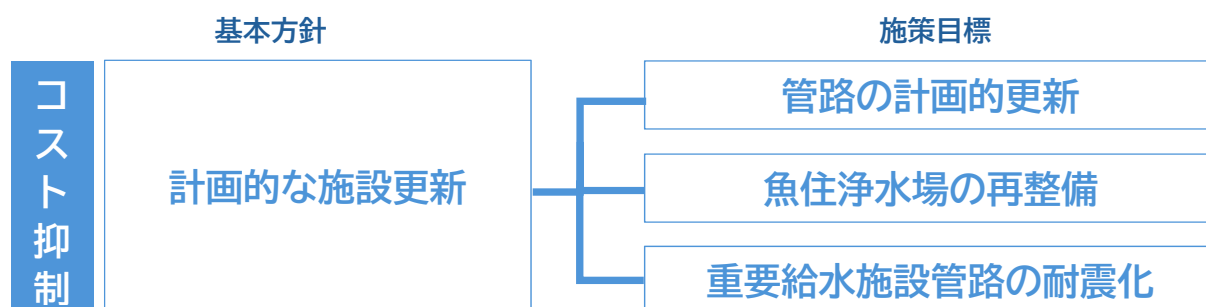 基本方針
施策目標
コスト抑制
計画的な施設更新
管路の計画的更新
魚住浄水場の再整備
重要給水施設管路の耐震化